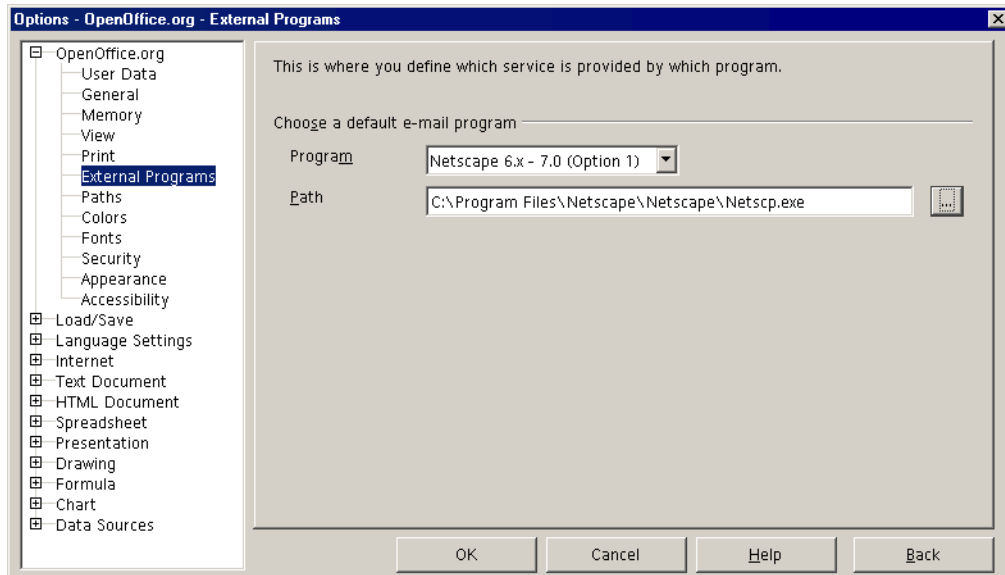 Options - OpenOffice.org - External Programs
OpenOffice.org
User Data
General
Memory
View
Print
External Programs
Paths
Colors
Fonts
Security
Appearance
Accessibility
Load/Save
Language Settings
Internet
Text Document
HTML Document
Spreadsheet
Presentation
Drawing
Formula
Chart
Data Sources
This is where you define which service is provided by which program.
Choose a default e-mail program
Program
Netscape 6.x - 7.0 (Option 1)
Path
C:\Program Files\Netscape\Netscape\Netscp.exe
...
OK
Cancel
Help
Back